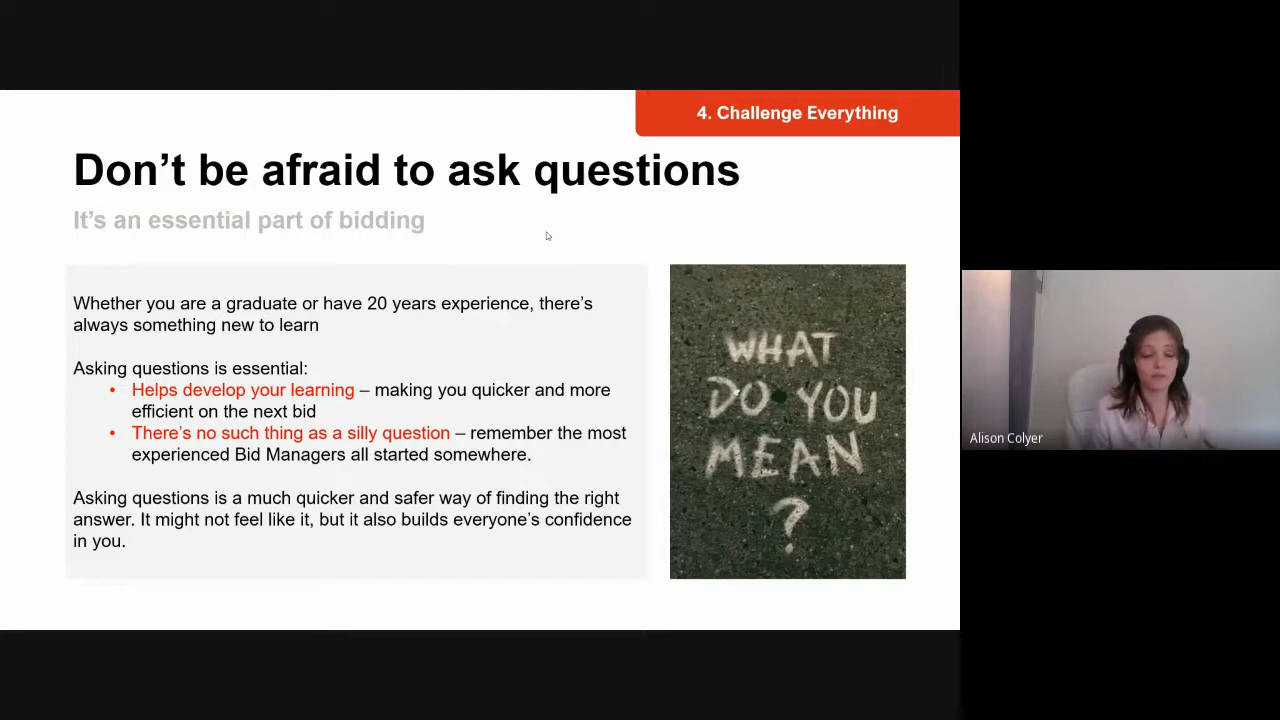 4. Challenge Everything
Don’t be afraid to ask questions
It’s an essential part of bidding
Whether you are a graduate or have 20 years experience, there’s
always something new to learn
Asking questions is essential:
• Helps develop your learning – making you quicker and more
efficient on the next bid
• There’s no such thing as a silly question – remember the most
experienced Bid Managers all started somewhere.
Asking questions is a much quicker and safer way of finding the right
answer. It might not feel like it, but it also builds everyone’s confidence
in you.
WHAT
DO YOU
MEAN
?
Alison Colyer